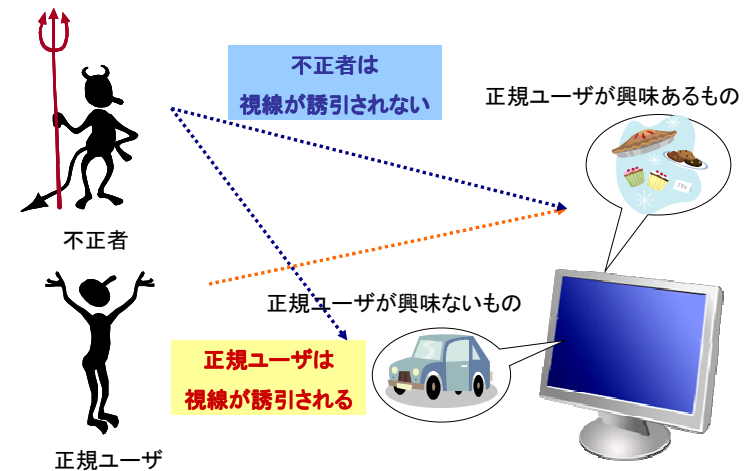 不正者は
視線が誘引されない
正規ユーザが興味あるもの
不正者
正規ユーザが興味ないもの
正規ユーザは
視線が誘引される
正規ユーザ